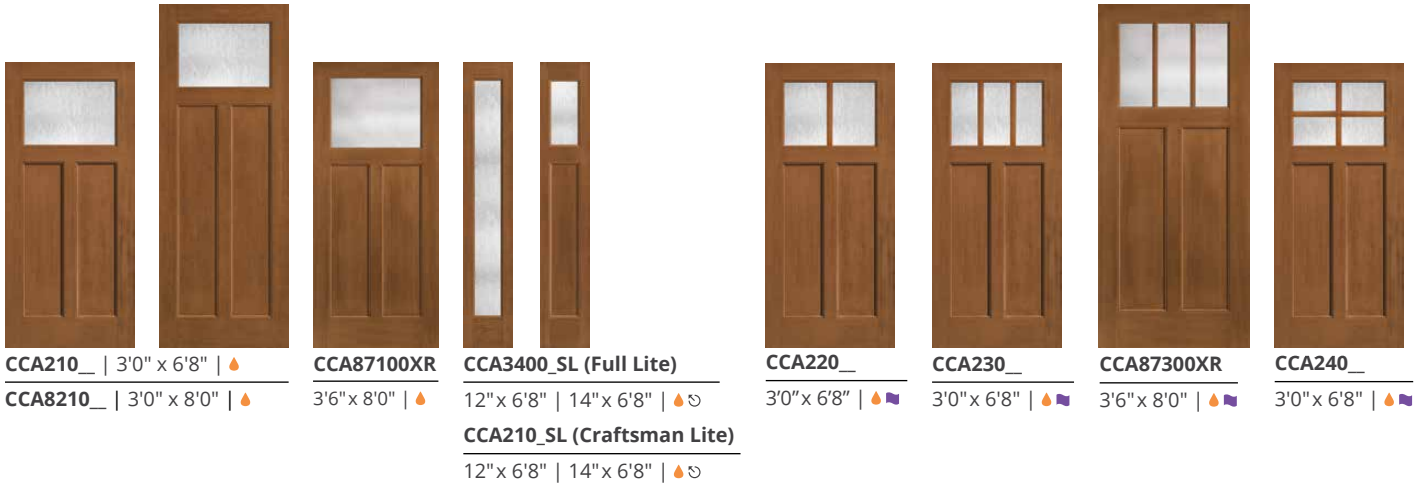 CCA210__ | 3'0" x 6'8" |
CCA8210__ | 3'0" x 8'0" |
CCA87100XR
3'6" x 8'0" |
CCA3400_SL (Full Lite)
12" x 6'8" | 14" x 6'8" |
CCA210_SL (Craftsman Lite)
12" x 6'8" | 14" x 6'8" |
CCA220__
3’0” x 6’8” |
CCA230__
3'0" x 6'8" |
CCA87300XR
3'6" x 8'0" |
CCA240__
3'0" x 6'8" |